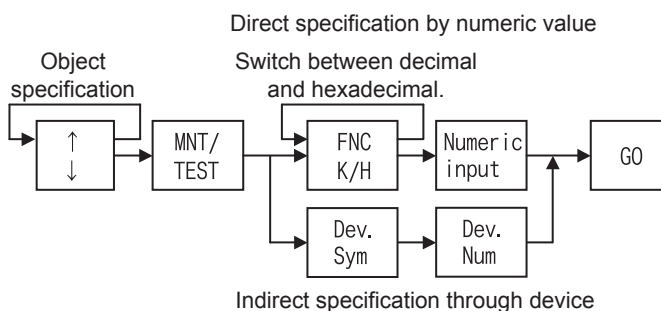 Direct specification by numeric value
Object
specification
Switch between decimal
and hexadecimal.
↑
↓
MNT/
TEST
FNC
K/H
Numeric
input
GO
Dev.
Sym
Dev.
Num
Indirect specification through device